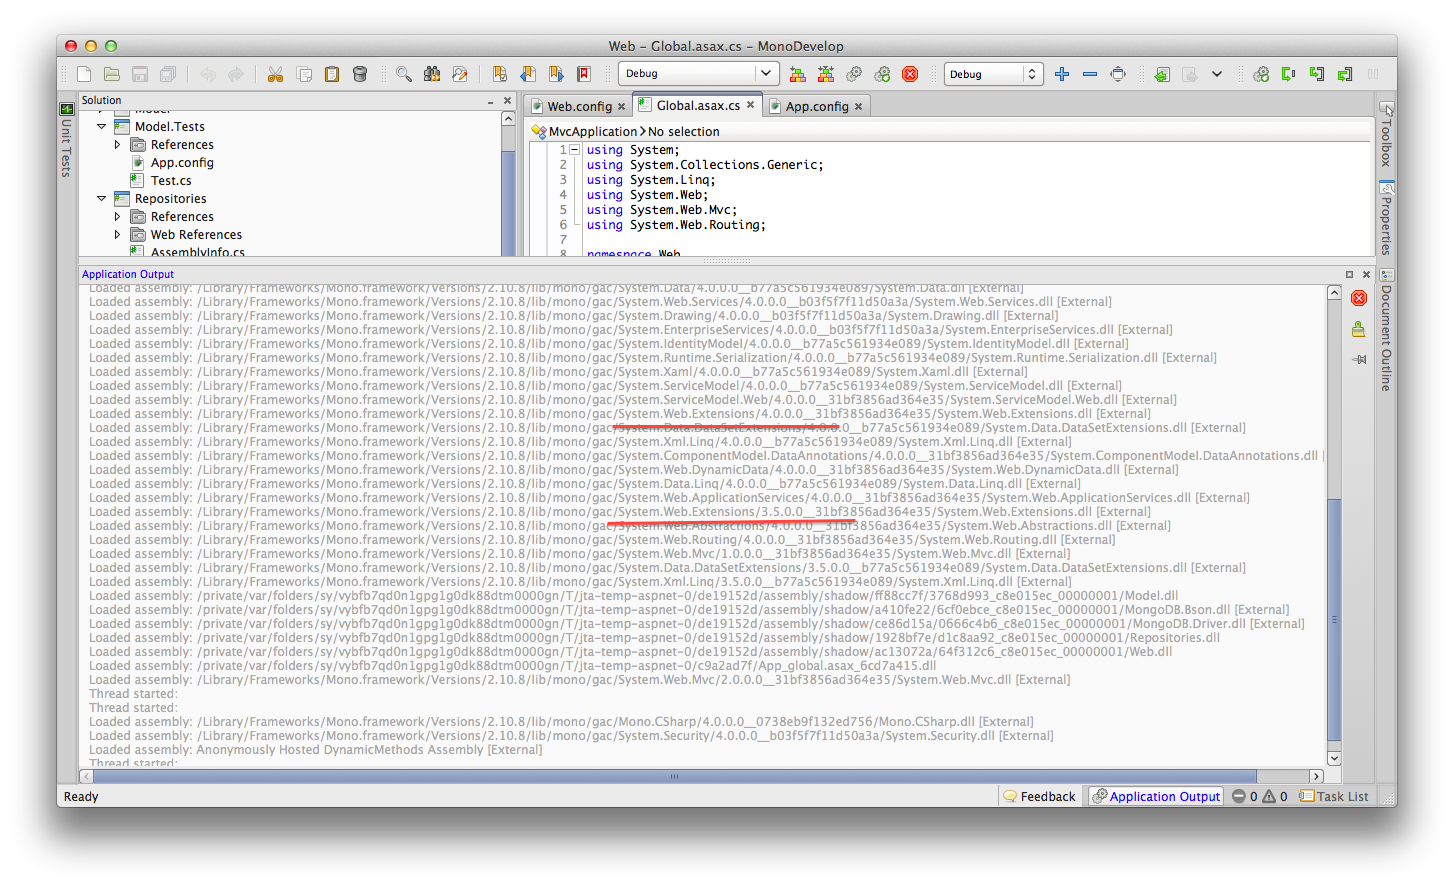 Web – Global.asax.cs – MonoDevelop
Debug
Debug
Unit Tests
Solution
Model
Model.Tests
References
App.config
Test.cs
Repositories
References
Web References
AssemblyInfo.cs
Web.config
Global.asax.cs
App.config
MvcApplication
No selection
1 using System;
2 using System.Collections.Generic;
3 using System.Linq;
4 using System.Web;
5 using System.Web.Mvc;
6 using System.Web.Routing;
7
8 namespace Web
Toolbox
Properties
Document Outline
Application Output
Loaded assembly: /Library/Frameworks/Mono.framework/Versions/2.10.8/lib/mono/gac/System.Data/4.0.0.0__b77a5c561934e089/System.Data.dll [External]
Loaded assembly: /Library/Frameworks/Mono.framework/Versions/2.10.8/lib/mono/gac/System.Web.Services/4.0.0.0__b03f5f7f11d50a3a/System.Web.Services.dll [External]
Loaded assembly: /Library/Frameworks/Mono.framework/Versions/2.10.8/lib/mono/gac/System.Drawing/4.0.0.0__b03f5f7f11d50a3a/System.Drawing.dll [External]
Loaded assembly: /Library/Frameworks/Mono.framework/Versions/2.10.8/lib/mono/gac/System.EnterpriseServices/4.0.0.0__b03f5f7f11d50a3a/System.EnterpriseServices.dll [External]
Loaded assembly: /Library/Frameworks/Mono.framework/Versions/2.10.8/lib/mono/gac/System.IdentityModel/4.0.0.0__b77a5c561934e089/System.IdentityModel.dll [External]
Loaded assembly: /Library/Frameworks/Mono.framework/Versions/2.10.8/lib/mono/gac/System.Runtime.Serialization/4.0.0.0__b77a5c561934e089/System.Runtime.Serialization.dll [External]
Loaded assembly: /Library/Frameworks/Mono.framework/Versions/2.10.8/lib/mono/gac/System.Xaml/4.0.0.0__b77a5c561934e089/System.Xaml.dll [External]
Loaded assembly: /Library/Frameworks/Mono.framework/Versions/2.10.8/lib/mono/gac/System.ServiceModel/4.0.0.0__b77a5c561934e089/System.ServiceModel.dll [External]
Loaded assembly: /Library/Frameworks/Mono.framework/Versions/2.10.8/lib/mono/gac/System.ServiceModel.Web/4.0.0.0__31bf3856ad364e35/System.ServiceModel.Web.dll [External]
Loaded assembly: /Library/Frameworks/Mono.framework/Versions/2.10.8/lib/mono/gac/System.Web.Extensions/4.0.0.0__31bf3856ad364e35/System.Web.Extensions.dll [External]
Loaded assembly: /Library/Frameworks/Mono.framework/Versions/2.10.8/lib/mono/gac/System.Data.DataSetExtensions/4.0.0.0__b77a5c561934e089/System.Data.DataSetExtensions.dll [External]
Loaded assembly: /Library/Frameworks/Mono.framework/Versions/2.10.8/lib/mono/gac/System.Xml.Linq/4.0.0.0__b77a5c561934e089/System.Xml.Linq.dll [External]
Loaded assembly: /Library/Frameworks/Mono.framework/Versions/2.10.8/lib/mono/gac/System.ComponentModel.DataAnnotations/4.0.0.0__31bf3856ad364e35/System.ComponentModel.DataAnnotations.dll [
Loaded assembly: /Library/Frameworks/Mono.framework/Versions/2.10.8/lib/mono/gac/System.Web.DynamicData/4.0.0.0__31bf3856ad364e35/System.Web.DynamicData.dll [External]
Loaded assembly: /Library/Frameworks/Mono.framework/Versions/2.10.8/lib/mono/gac/System.Data.Linq/4.0.0.0__b77a5c561934e089/System.Data.Linq.dll [External]
Loaded assembly: /Library/Frameworks/Mono.framework/Versions/2.10.8/lib/mono/gac/System.Web.ApplicationServices/4.0.0.0__31bf3856ad364e35/System.Web.ApplicationServices.dll [External]
Loaded assembly: /Library/Frameworks/Mono.framework/Versions/2.10.8/lib/mono/gac/System.Web.Extensions/3.5.0.0__31bf3856ad364e35/System.Web.Extensions.dll [External]
Loaded assembly: /Library/Frameworks/Mono.framework/Versions/2.10.8/lib/mono/gac/System.Web.Abstractions/4.0.0.0__31bf3856ad364e35/System.Web.Abstractions.dll [External]
Loaded assembly: /Library/Frameworks/Mono.framework/Versions/2.10.8/lib/mono/gac/System.Web.Routing/4.0.0.0__31bf3856ad364e35/System.Web.Routing.dll [External]
Loaded assembly: /Library/Frameworks/Mono.framework/Versions/2.10.8/lib/mono/gac/System.Web.Mvc/1.0.0.0__31bf3856ad364e35/System.Web.Mvc.dll [External]
Loaded assembly: /Library/Frameworks/Mono.framework/Versions/2.10.8/lib/mono/gac/System.Data.DataSetExtensions/3.5.0.0__b77a5c561934e089/System.Data.DataSetExtensions.dll [External]
Loaded assembly: /Library/Frameworks/Mono.framework/Versions/2.10.8/lib/mono/gac/System.Xml.Linq/3.5.0.0__b77a5c561934e089/System.Xml.Linq.dll [External]
Loaded assembly: /private/var/folders/sy/vybfb7qd0n1gpg1g0dk88dtm0000gn/T/jta-temp-aspnet-0/de19152d/assembly/shadow/ff88cc7f/3768d993_c8e015ec_00000001/Model.dll
Loaded assembly: /private/var/folders/sy/vybfb7qd0n1gpg1g0dk88dtm0000gn/T/jta-temp-aspnet-0/de19152d/assembly/shadow/a410fe22/6cf0ebce_c8e015ec_00000001/MongoDB.Bson.dll [External]
Loaded assembly: /private/var/folders/sy/vybfb7qd0n1gpg1g0dk88dtm0000gn/T/jta-temp-aspnet-0/de19152d/assembly/shadow/ce86d15a/0666c4b6_c8e015ec_00000001/MongoDB.Driver.dll [External]
Loaded assembly: /private/var/folders/sy/vybfb7qd0n1gpg1g0dk88dtm0000gn/T/jta-temp-aspnet-0/de19152d/assembly/shadow/1928bf7e/d1c8aa92_c8e015ec_00000001/Repositories.dll
Loaded assembly: /private/var/folders/sy/vybfb7qd0n1gpg1g0dk88dtm0000gn/T/jta-temp-aspnet-0/de19152d/assembly/shadow/ac13072a/64f312c6_c8e015ec_00000001/Web.dll
Loaded assembly: /private/var/folders/sy/vybfb7qd0n1gpg1g0dk88dtm0000gn/T/jta-temp-aspnet-0/c9a2ad7f/App_global.asax_6cd7a415.dll
Loaded assembly: /Library/Frameworks/Mono.framework/Versions/2.10.8/lib/mono/gac/System.Web.Mvc/2.0.0.0__31bf3856ad364e35/System.Web.Mvc.dll [External]
Thread started:
Thread started:
Loaded assembly: /Library/Frameworks/Mono.framework/Versions/2.10.8/lib/mono/gac/Mono.CSharp/4.0.0.0__0738eb9f132ed756/Mono.CSharp.dll [External]
Loaded assembly: /Library/Frameworks/Mono.framework/Versions/2.10.8/lib/mono/gac/System.Security/4.0.0.0__b03f5f7f11d50a3a/System.Security.dll [External]
Loaded assembly: Anonymously Hosted DynamicMethods Assembly [External]
Thread started:
Ready
Feedback
Application Output
0
0
Task List